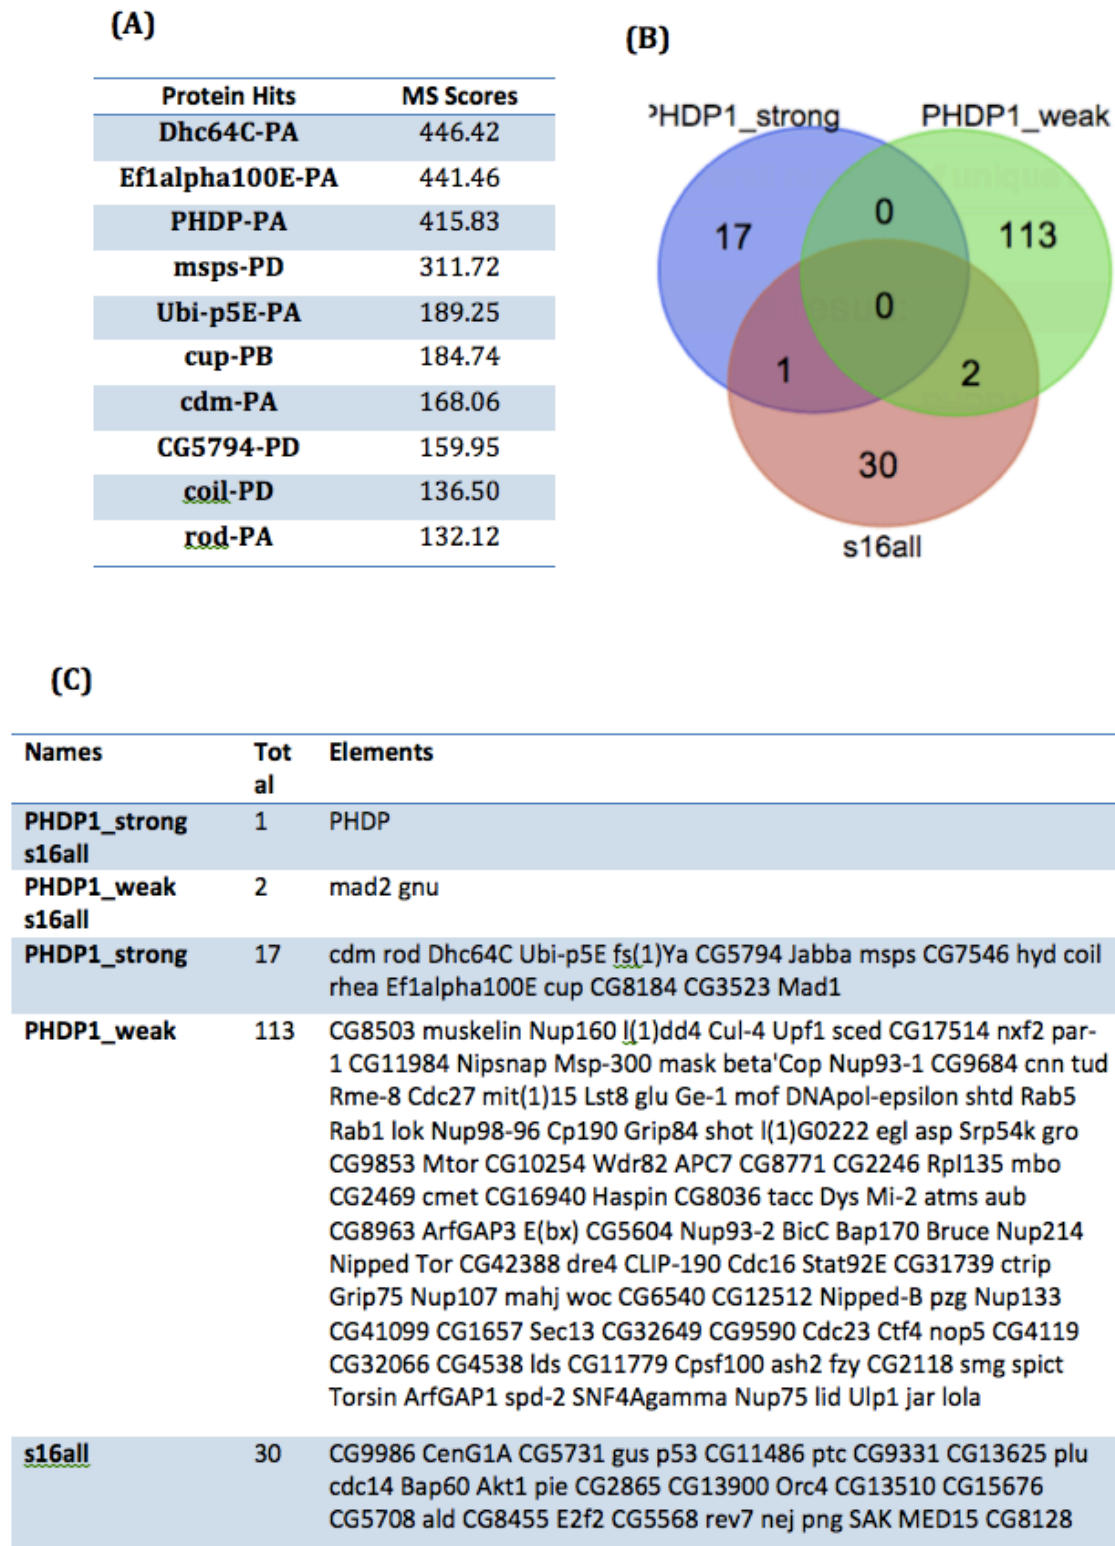 (A)
Protein Hits MS Scores
Dhc64C-PA 446.42
Ef1alpha100E-PA 441.46
PHDP-PA 415.83
msps-PD 311.72
Ubi-p5E-PA 189.25
cup-PB 184.74
cdm-PA 168.06
CG5794-PD 159.95
coil-PD 136.50
rod-PA 132.12
(B)
PHDP1_strong PHDP1_weak
17 0 113
0
1 2
30
s16all
(C)
Names Tot Elements
al
PHDP1_strong 1 PHDP
s16all
PHDP1_weak 2 mad2 gnu
s16all
PHDP1_strong 17 cdm rod Dhc64C Ubi-p5E fs(1)Ya CG5794 Jabba msps CG7546 hyd coil
rhea Ef1alpha100E cup CG8184 CG3523 Mad1
PHDP1_weak 113 CG8503 muskelin Nup160 l(1)dd4 Cul-4 Upf1 sced CG17514 nxf2 par-
1 CG11984 Nipsnap Msp-300 mask beta'Cop Nup93-1 CG9684 cnn tud
Rme-8 Cdc27 mit(1)15 Lst8 glu Ge-1 mof DNApol-epsilon shtd Rab5
Rab1 lok Nup98-96 Cp190 Grip84 shot l(1)G0222 egl asp Srp54k gro
CG9853 Mtor CG10254 Wdr82 APC7 CG8771 CG2246 RpI135 mbo
CG2469 cmet CG16940 Haspin CG8036 tacc Dys Mi-2 atms aub
CG8963 ArfGAP3 E(bx) CG5604 Nup93-2 BicC Bap170 Bruce Nup214
Nipped Tor CG42388 dre4 CLIP-190 Cdc16 Stat92E CG31739 ctrip
Grip75 Nup107 mahj woc CG6540 CG12512 Nipped-B pzg Nup133
CG41099 CG1657 Sec13 CG32649 CG9590 Cdc23 Ctf4 nop5 CG4119
CG32066 CG4538 lds CG11779 Cpsf100 ash2 fzy CG2118 smg spict
Torsin ArfGAP1 spd-2 SNF4Agamma Nup75 lid Ulp1 jar lola
s16all 30 CG9986 CenG1A CG5731 gus p53 CG11486 ptc CG9331 CG13625 plu
cdc14 Bap60 Akt1 pie CG2865 CG13900 Orc4 CG13510 CG15676
CG5708 ald CG8455 E2f2 CG5568 rev7 nej png SAK MED15 CG8128